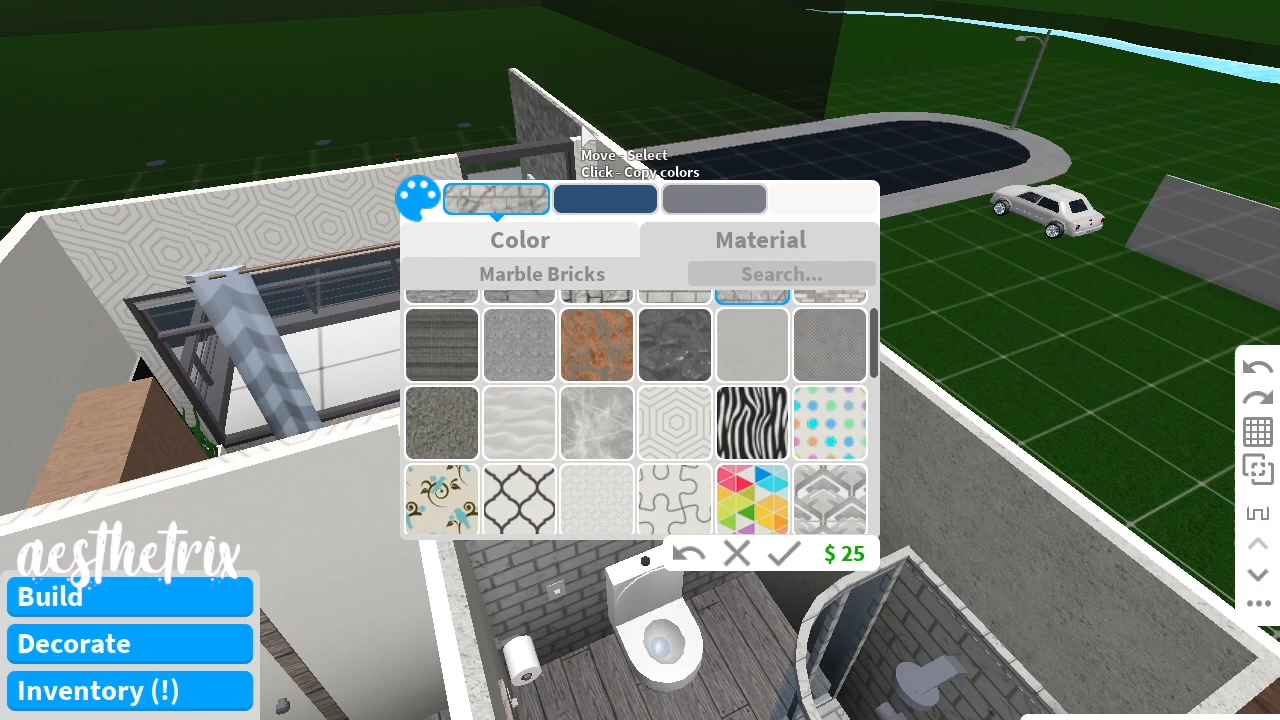 Move - Select
Click - Copy colors
Color
Material
Marble Bricks
Search...
$ 25
aesthetrix
Build
Decorate
Inventory (!)